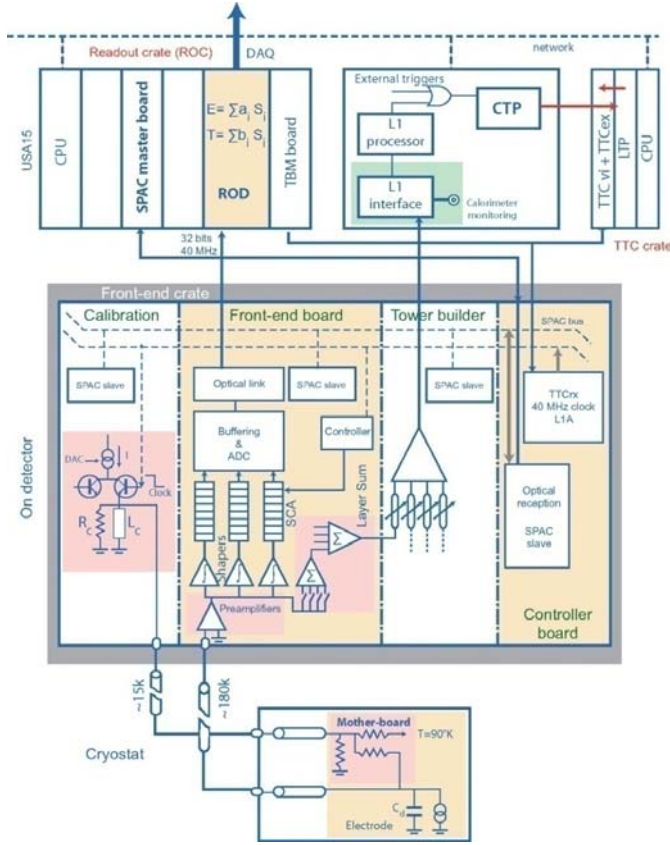 Readout crate (ROC)
DAQ
network
USA15
CPU
SPAC master board
E= ∑aᵢ Sᵢ
T= ∑bᵢ Sᵢ
ROD
TBM board
External triggers
CTP
L1
processor
L1
interface
Calorimeter
monitoring
TTC vi + TTCex
LTP
CPU
TTC crate
32 bits
40 MHz
Front-end crate
On detector
Calibration
Front-end board
Tower builder
SPAC bus
SPAC slave
Optical link
SPAC slave
SPAC slave
TTCrx
40 MHz clock
L1A
Buffering
&
ADC
Controller
DAC
I
Clock
R_C
L_C
SCA
Layer Sum
Shapers
∫
∫
∫
Σ
Σ
Preamplifiers
Optical
reception
SPAC
slave
Controller
board
~15k
~180k
Cryostat
Mother-board
T=90°K
C_d
Electrode